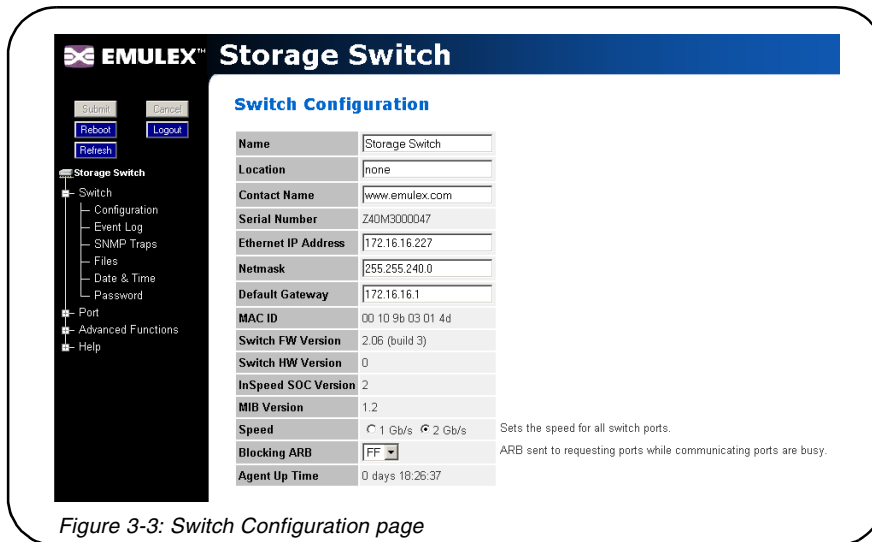 EMULEX™ Storage Switch
Submit Cancel
Reboot Logout
Refresh
Storage Switch
Switch
Configuration
Event Log
SNMP Traps
Files
Date & Time
Password
Port
Advanced Functions
Help
Switch Configuration
Name Storage Switch
Location none
Contact Name www.emulex.com
Serial Number Z40M3000047
Ethernet IP Address 172.16.16.227
Netmask 255.255.240.0
Default Gateway 172.16.16.1
MAC ID 00 10 9b 03 01 4d
Switch FW Version 2.06 (build 3)
Switch HW Version 0
InSpeed SOC Version 2
MIB Version 1.2
Speed 1 Gb/s 2 Gb/s Sets the speed for all switch ports.
Blocking ARB FF ARB sent to requesting ports while communicating ports are busy.
Agent Up Time 0 days 18:26:37
Figure 3-3: Switch Configuration page